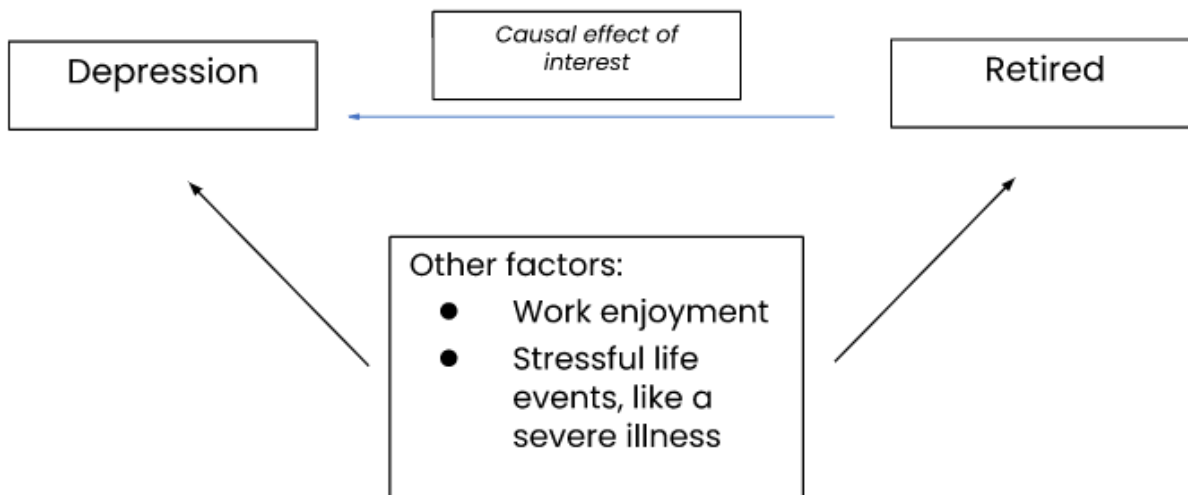 Causal effect of
interest
Depression
Retired
Other factors:
● Work enjoyment
● Stressful life
events, like a
severe illness